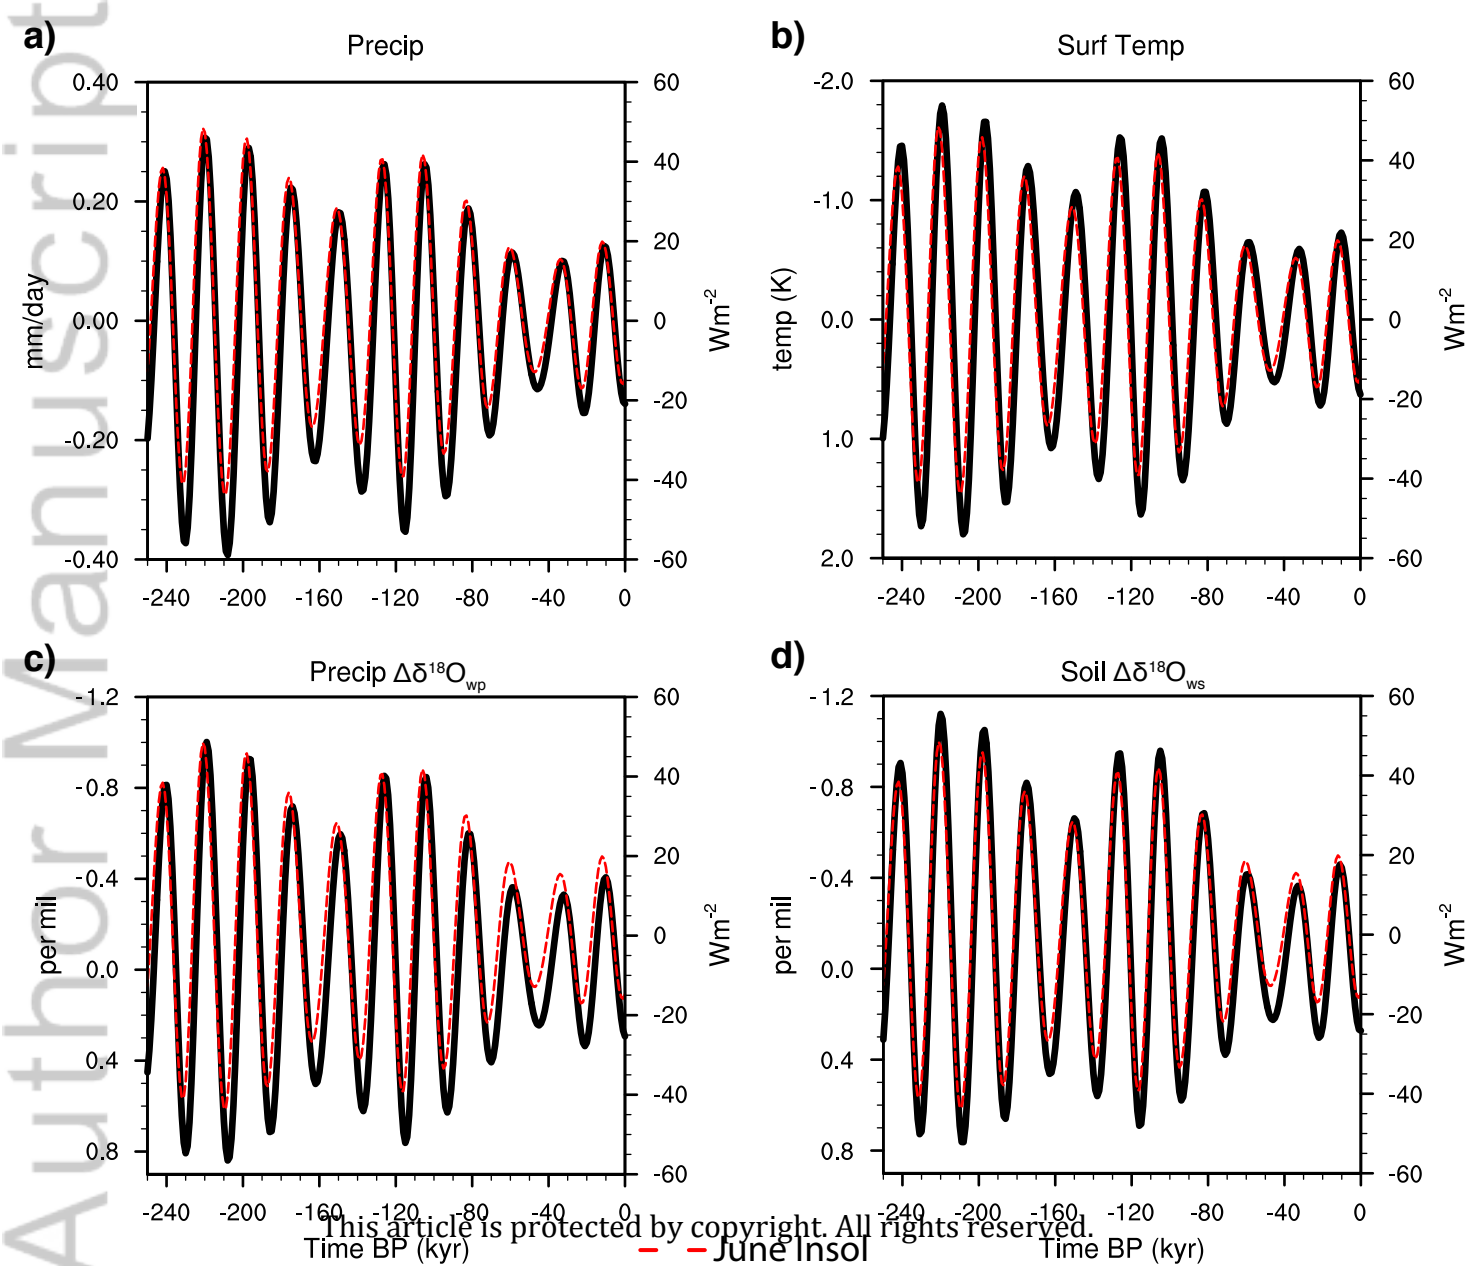 Author Manuscript
a)
Precip
0.40
0.20
0.00
-0.20
-0.40
mm/day
60
40
20
0
-20
-40
-60
Wm-2
-240 -200 -160 -120 -80 -40 0
b)
Surf Temp
-2.0
-1.0
0.0
1.0
2.0
temp (K)
60
40
20
0
-20
-40
-60
Wm-2
-240 -200 -160 -120 -80 -40 0
c)
Precip Δδ18Owp
-1.2
-0.8
-0.4
0.0
0.4
0.8
per mil
60
40
20
0
-20
-40
-60
Wm-2
-240 -200 -160 -120 -80 -40 0
Time BP (kyr)
d)
Soil Δδ18Ows
-1.2
-0.8
-0.4
0.0
0.4
0.8
per mil
60
40
20
0
-20
-40
-60
Wm-2
-240 -200 -160 -120 -80 -40 0
Time BP (kyr)
This article is protected by copyright. All rights reserved.
June Insol